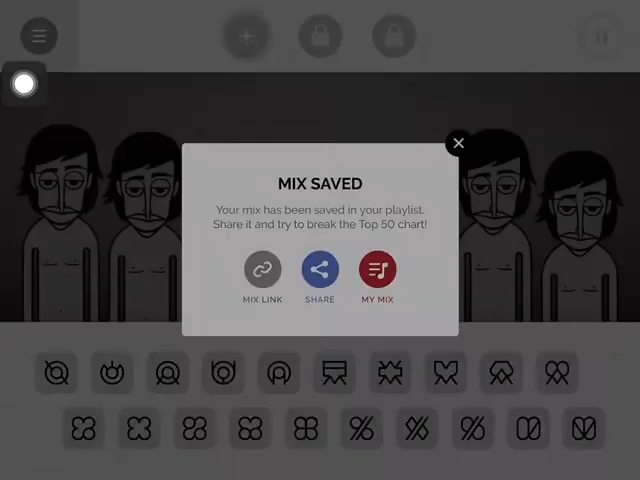 MIX SAVED
Your mix has been saved in your playlist.
Share it and try to break the Top 50 chart!
MIX LINK
SHARE
MY MIX